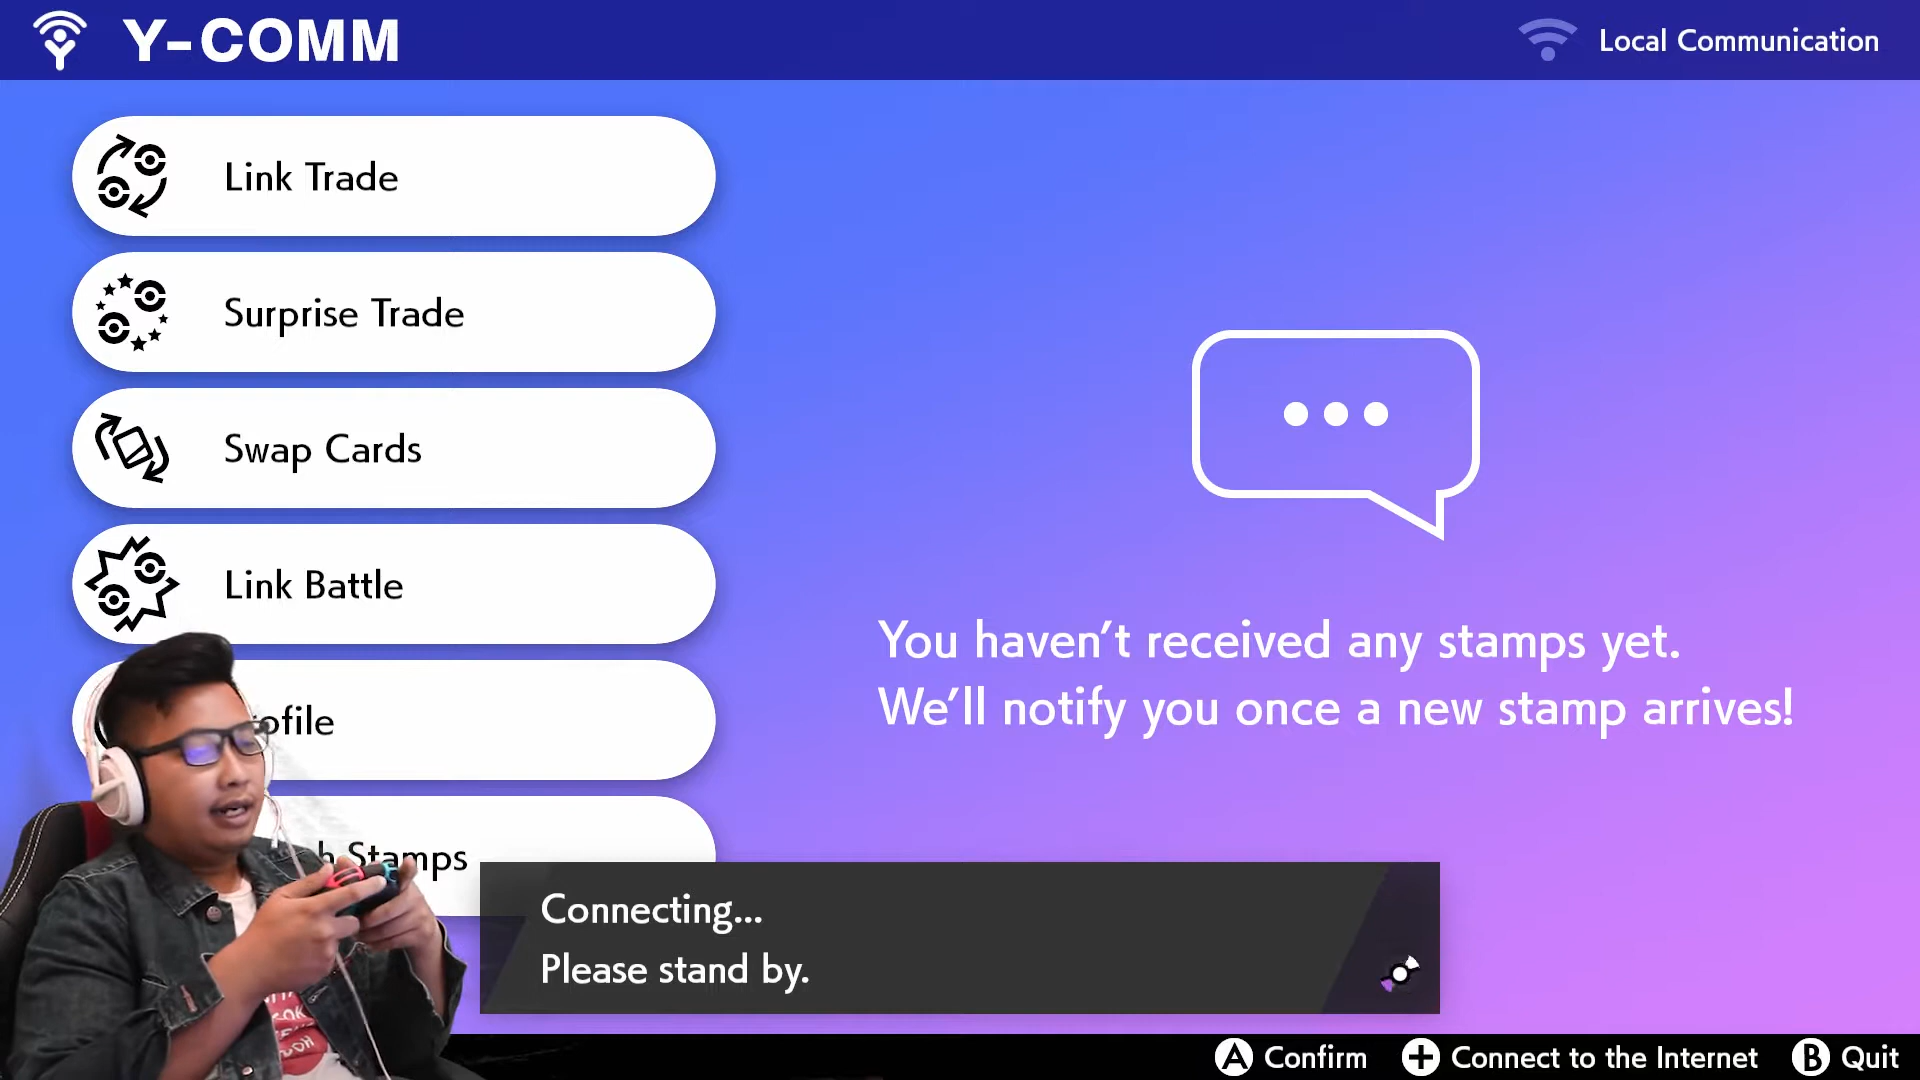 Y-COMM
Local Communication
Link Trade
Surprise Trade
Swap Cards
Link Battle
ofile
h Stamps
You haven't received any stamps yet.
We'll notify you once a new stamp arrives!
Connecting...
Please stand by.
A Confirm + Connect to the Internet B Quit